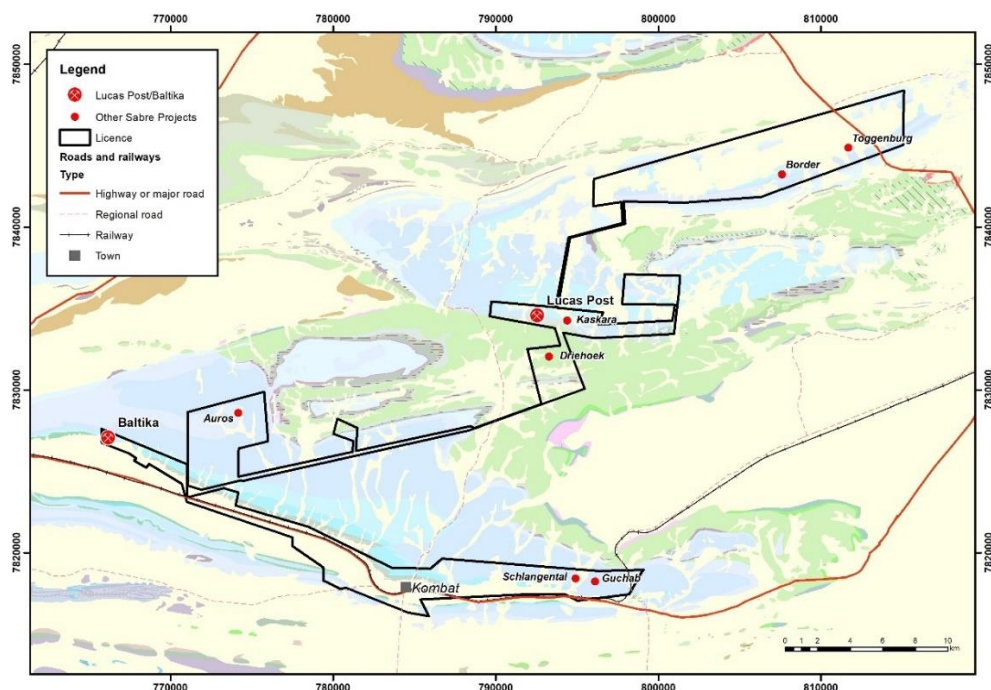 770000
780000
790000
800000
810000
7850000
7850000
Legend
Lucas Post/Baltika
Other Sabre Projects
Licence
Roads and railways
Type
Highway or major road
Regional road
Railway
Town
Toggenburg
Border
7840000
7840000
Lucas Post
Kaskara
Driehoek
7830000
7830000
Auros
Baltika
7820000
7820000
Schlangental
Guchab
Kombat
0 1 2 4 6 8 10
km
770000
780000
790000
800000
810000